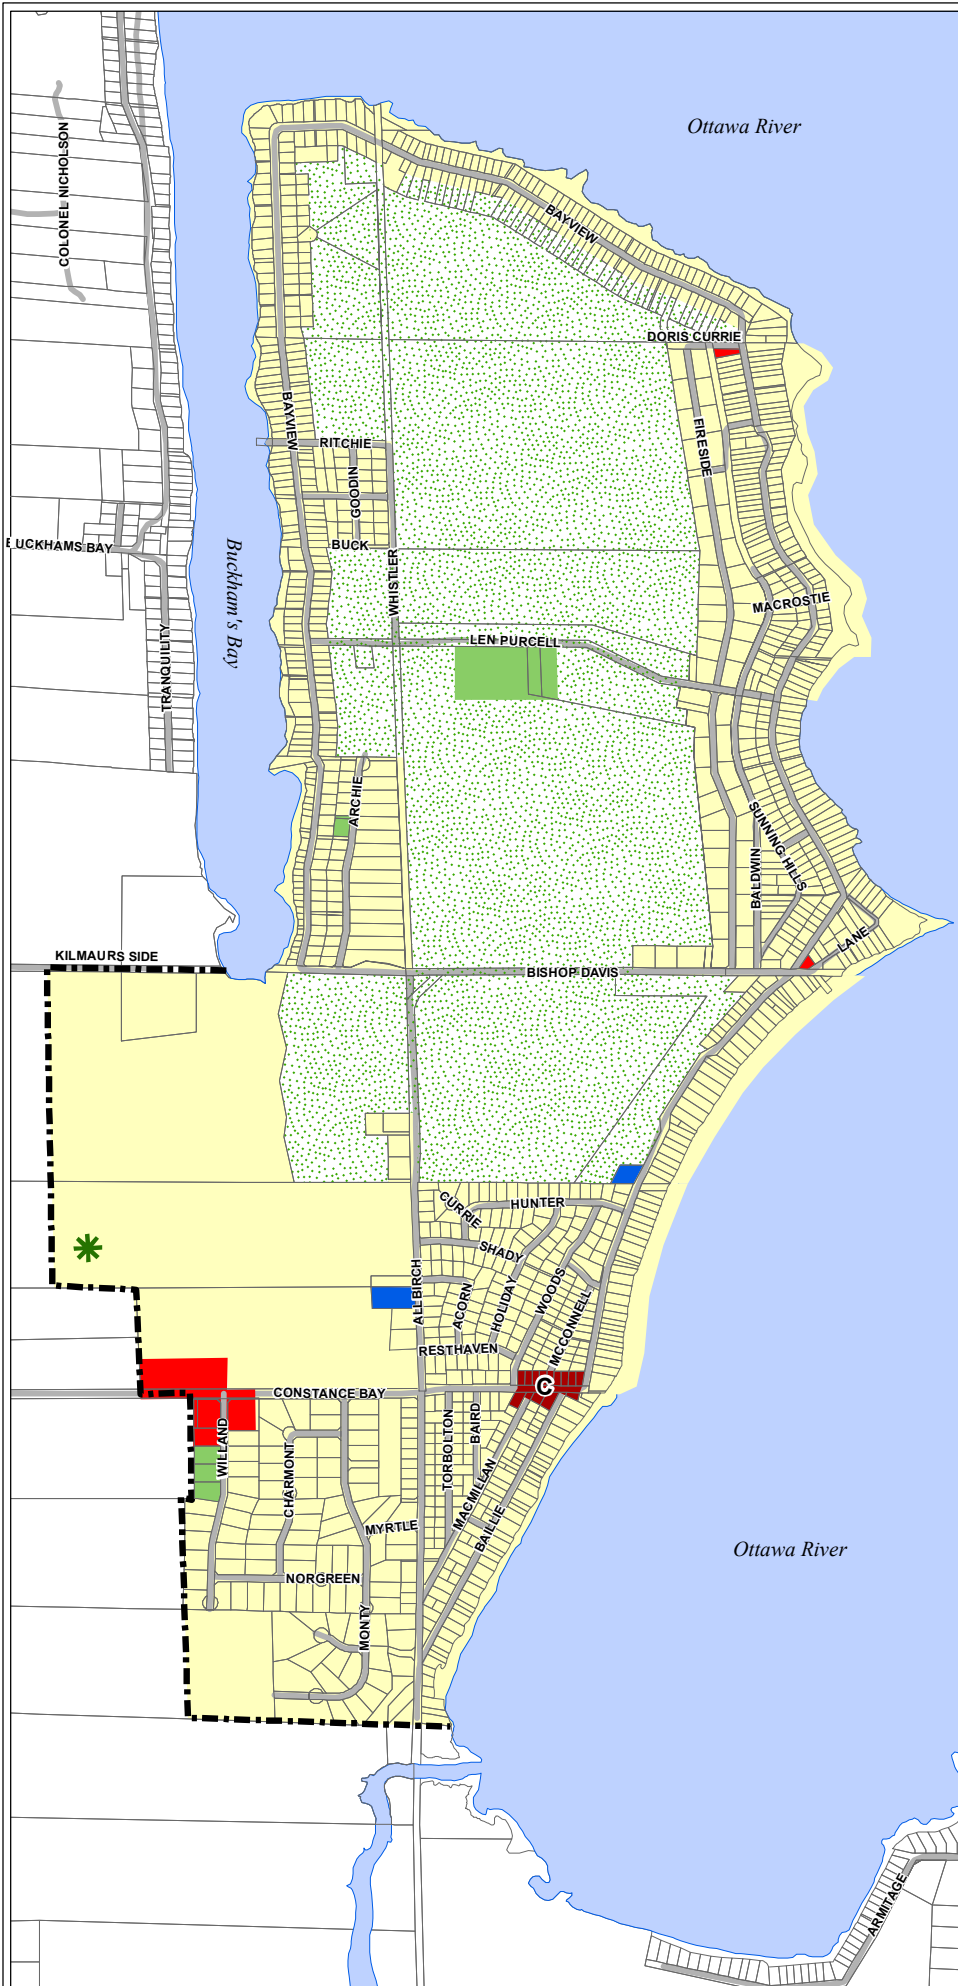 Ottawa River
COLONEL NICHOLSON
BAYVIEW
DORIS CURRIE
BAYVIEW
FIRESIDE
RITCHIE
GOODIN
BUCK
UCKHAMS BAY
Buckham's Bay
WHISTLER
MACROSTIE
LEN PURCELL
TRANQUILITY
ARCHIE
SUNNING HILLS
BALDWIN
LANE
KILMAURS SIDE
BISHOP DAVIS
CURRIE
HUNTER
SHADY
ALLBIRCH
ACORN
HOLIDAY
WOODS
MCCONNELL
RESTHAVEN
C
CONSTANCE BAY
WILLAND
CHARMONT
TORBOLTON
BAIRD
MACMILLAN
BAILLIE
MYRTLE
Ottawa River
NORGREEN
MONTY
ARMITAGE